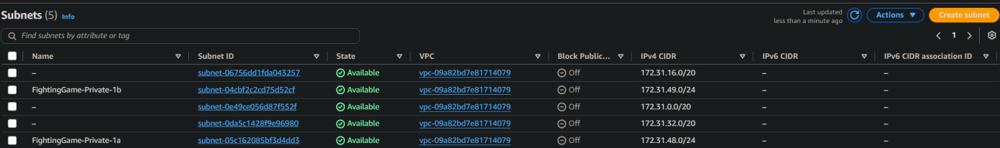 Subnets (5) Info
Last updated
less than a minute ago
Actions
Create subnet
Find subnets by attribute or tag
1
Name Subnet ID State VPC Block Public... IPv4 CIDR IPv6 CIDR IPv6 CIDR association ID
– subnet-06756dd1fda043257 Available vpc-09a82bd7e81714079 Off 172.31.16.0/20 – –
FightingGame-Private-1b subnet-04cbf2c2cd75d52cf Available vpc-09a82bd7e81714079 Off 172.31.49.0/24 – –
– subnet-0e49ce056d87f552f Available vpc-09a82bd7e81714079 Off 172.31.0.0/20 – –
– subnet-0da5c1428f9e96980 Available vpc-09a82bd7e81714079 Off 172.31.32.0/20 – –
FightingGame-Private-1a subnet-05c162085bf3d4dd3 Available vpc-09a82bd7e81714079 Off 172.31.48.0/24 – –